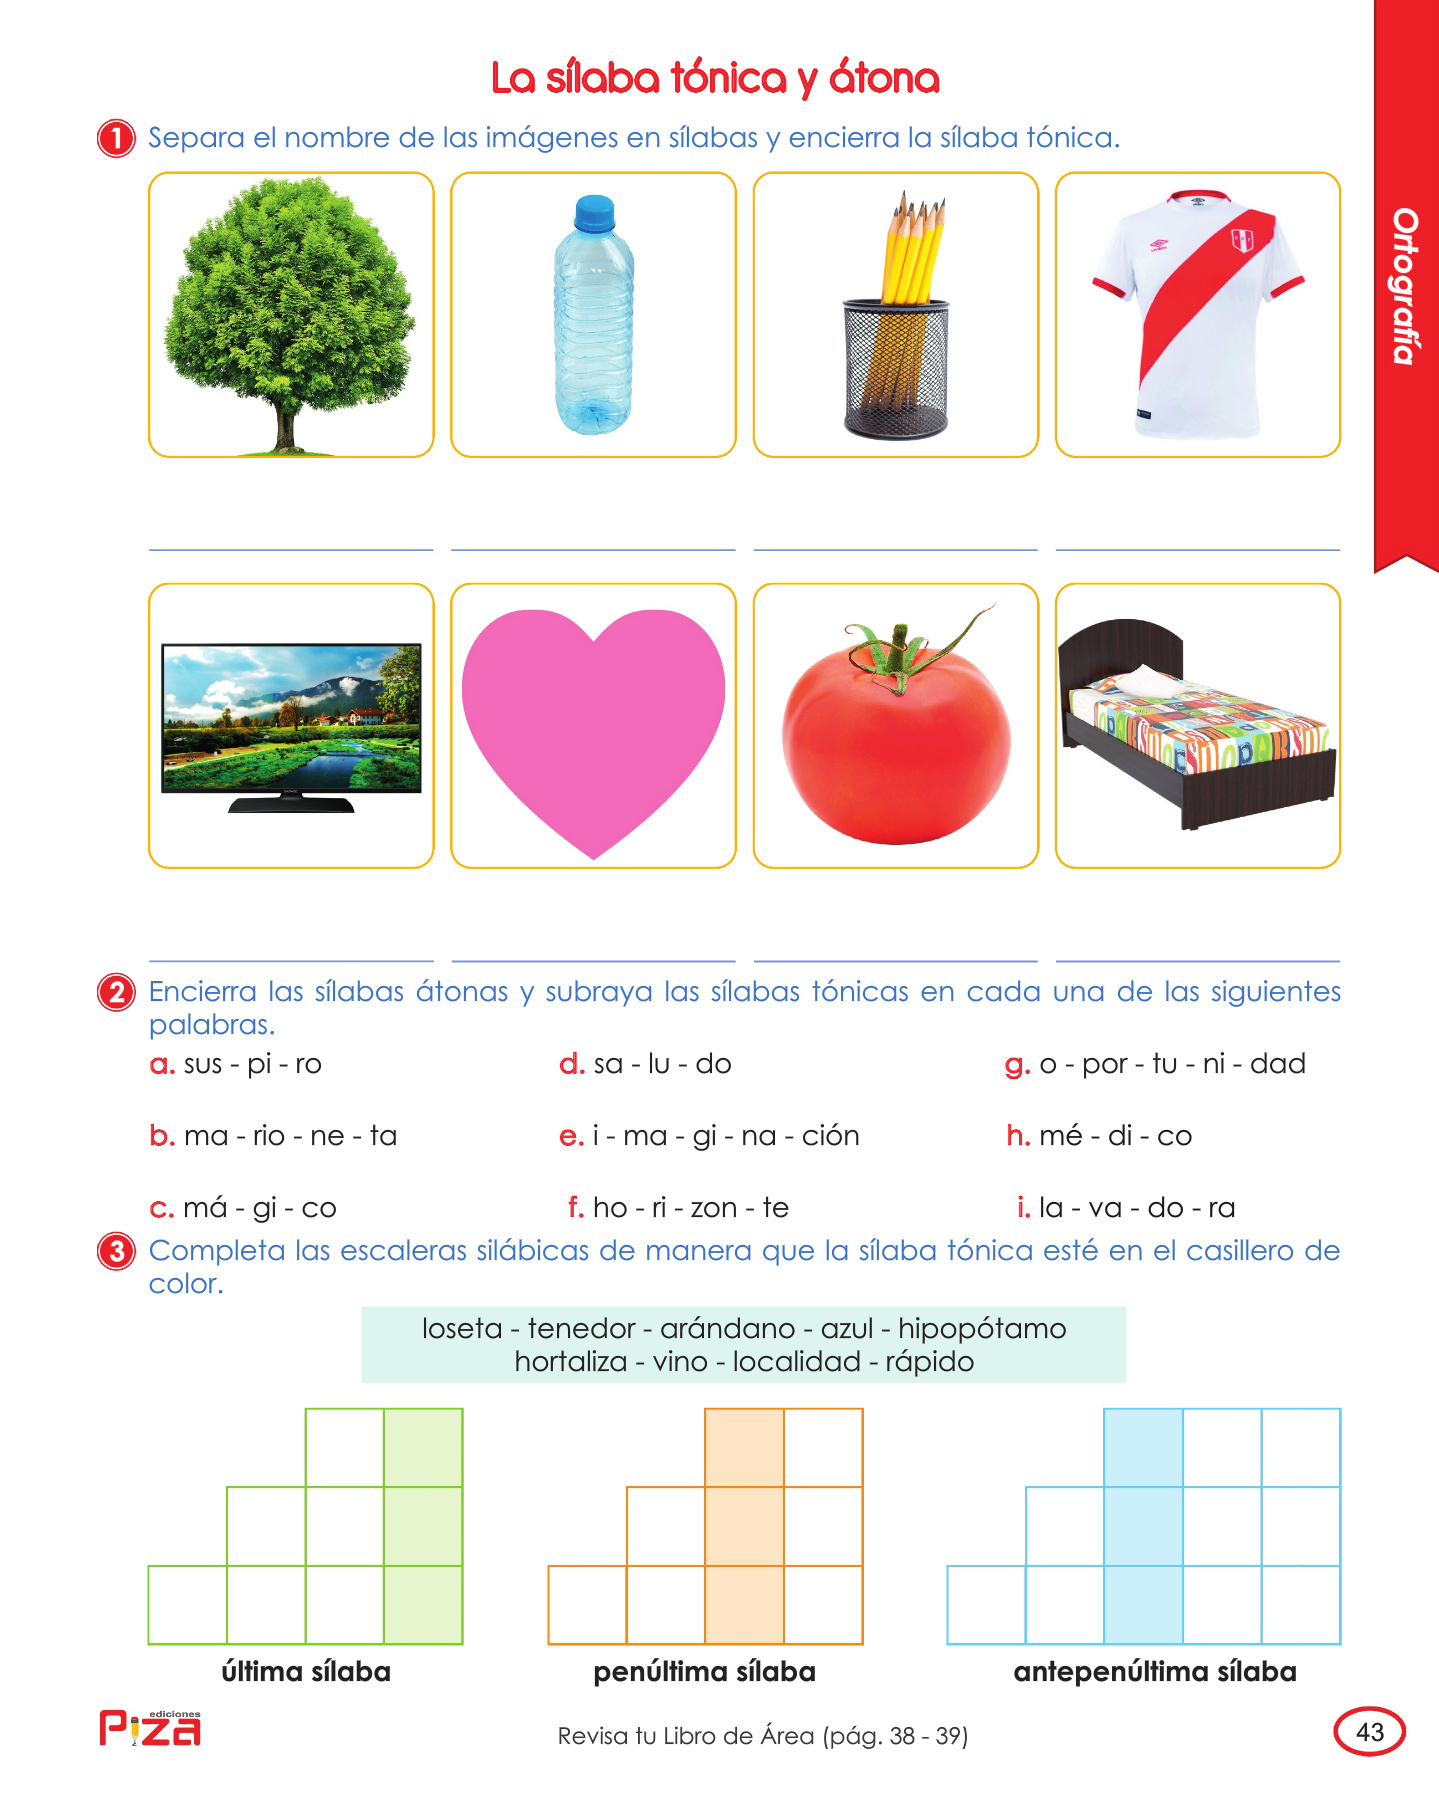 La sílaba tónica y átona
1 Separa el nombre de las imágenes en sílabas y encierra la sílaba tónica.
Ortografía
2 Encierra las sílabas átonas y subraya las sílabas tónicas en cada una de las siguientes
palabras.
a. sus - pi - ro
d. sa - lu - do
g. o - por - tu - ni - dad
b. ma - rio - ne - ta
e. i - ma - gi - na - ción
h. mé - di - co
c. má - gi - co
f. ho - ri - zon - te
i. la - va - do - ra
3 Completa las escaleras silábicas de manera que la sílaba tónica esté en el casillero de
color.
loseta - tenedor - arándano - azul - hipopótamo
hortaliza - vino - localidad - rápido
última sílaba
penúltima sílaba
antepenúltima sílaba
ediciones
Piza
Revisa tu Libro de Área (pág. 38 - 39)
43